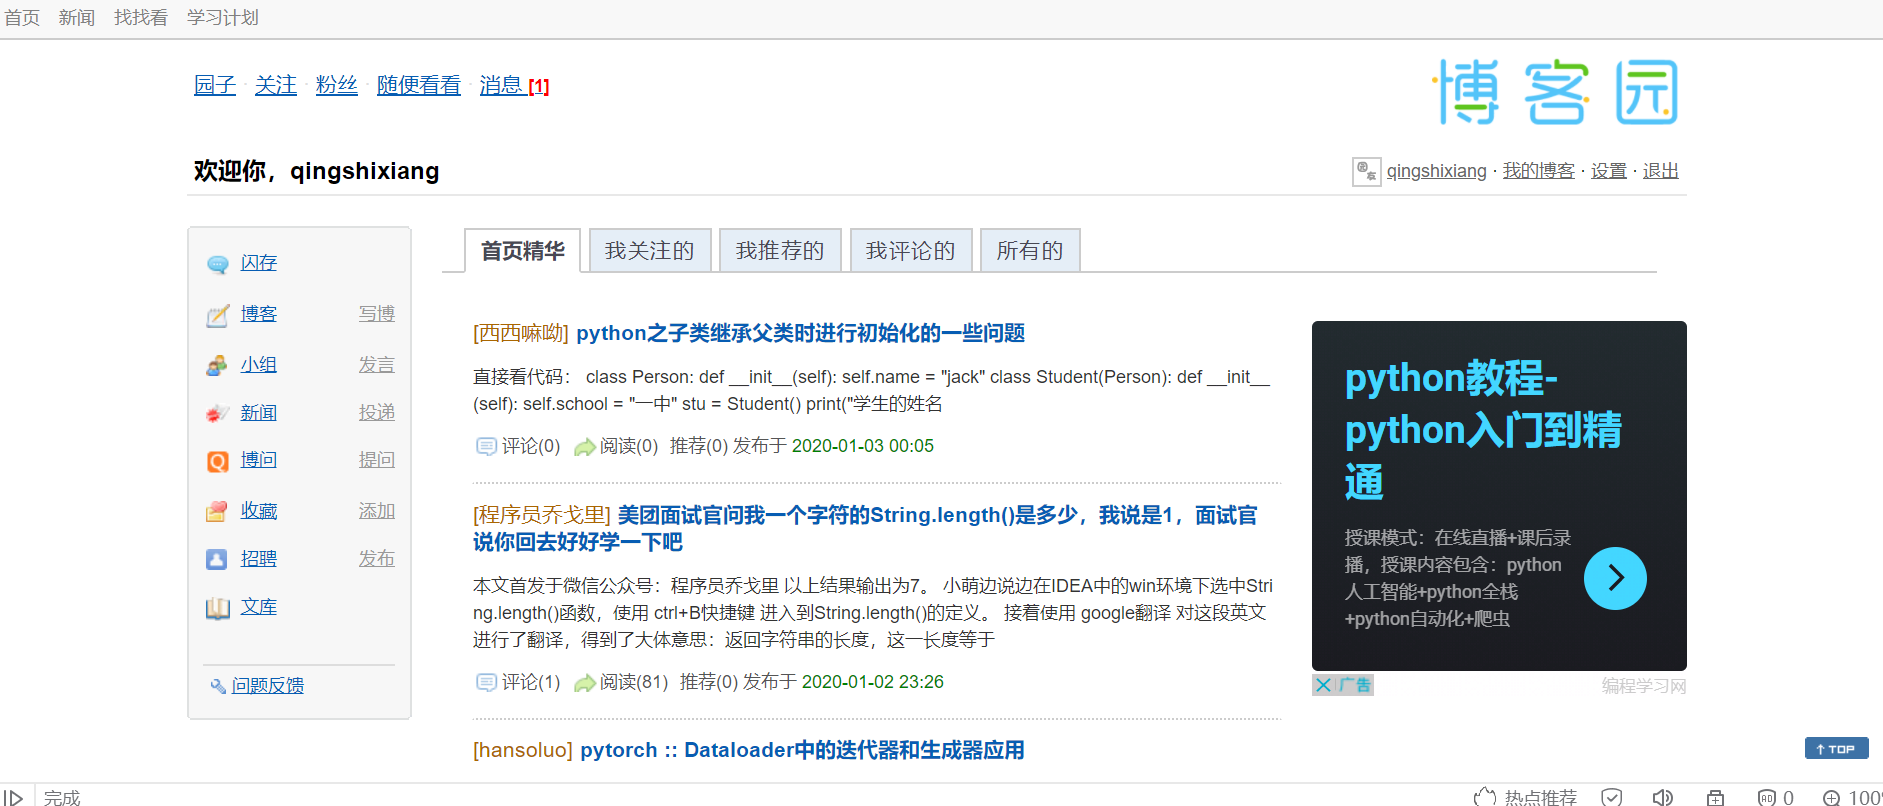 首页 新闻 找找看 学习计划
园子 · 关注 · 粉丝 · 随便看看 · 消息 [1]
博客园
欢迎你，qingshixiang
qingshixiang · 我的博客 · 设置 · 退出
闪存
博客 写博
小组 发言
新闻 投递
博问 提问
收藏 添加
招聘 发布
文库
问题反馈
首页精华 我关注的 我推荐的 我评论的 所有的
[西西嘛呦] python之子类继承父类时进行初始化的一些问题
直接看代码： class Person: def __init__(self): self.name = "jack" class Student(Person): def __init__
(self): self.school = "一中" stu = Student() print("学生的姓名
评论(0) 阅读(0) 推荐(0) 发布于 2020-01-03 00:05
[程序员乔戈里] 美团面试官问我一个字符的String.length()是多少，我说是1，面试官
说你回去好好学一下吧
本文首发于微信公众号：程序员乔戈里 以上结果输出为7。 小萌边说边在IDEA中的win环境下选中Stri
ng.length()函数，使用 ctrl+B快捷键 进入到String.length()的定义。 接着使用 google翻译 对这段英文
进行了翻译，得到了大体意思：返回字符串的长度，这一长度等于
评论(1) 阅读(81) 推荐(0) 发布于 2020-01-02 23:26
[hansoluo] pytorch :: Dataloader中的迭代器和生成器应用
python教程-
python入门到精
通
授课模式：在线直播+课后录
播，授课内容包含：python
人工智能+python全栈
+python自动化+爬虫
广告
编程学习网
TOP
完成
热点推荐 AD 0 100%